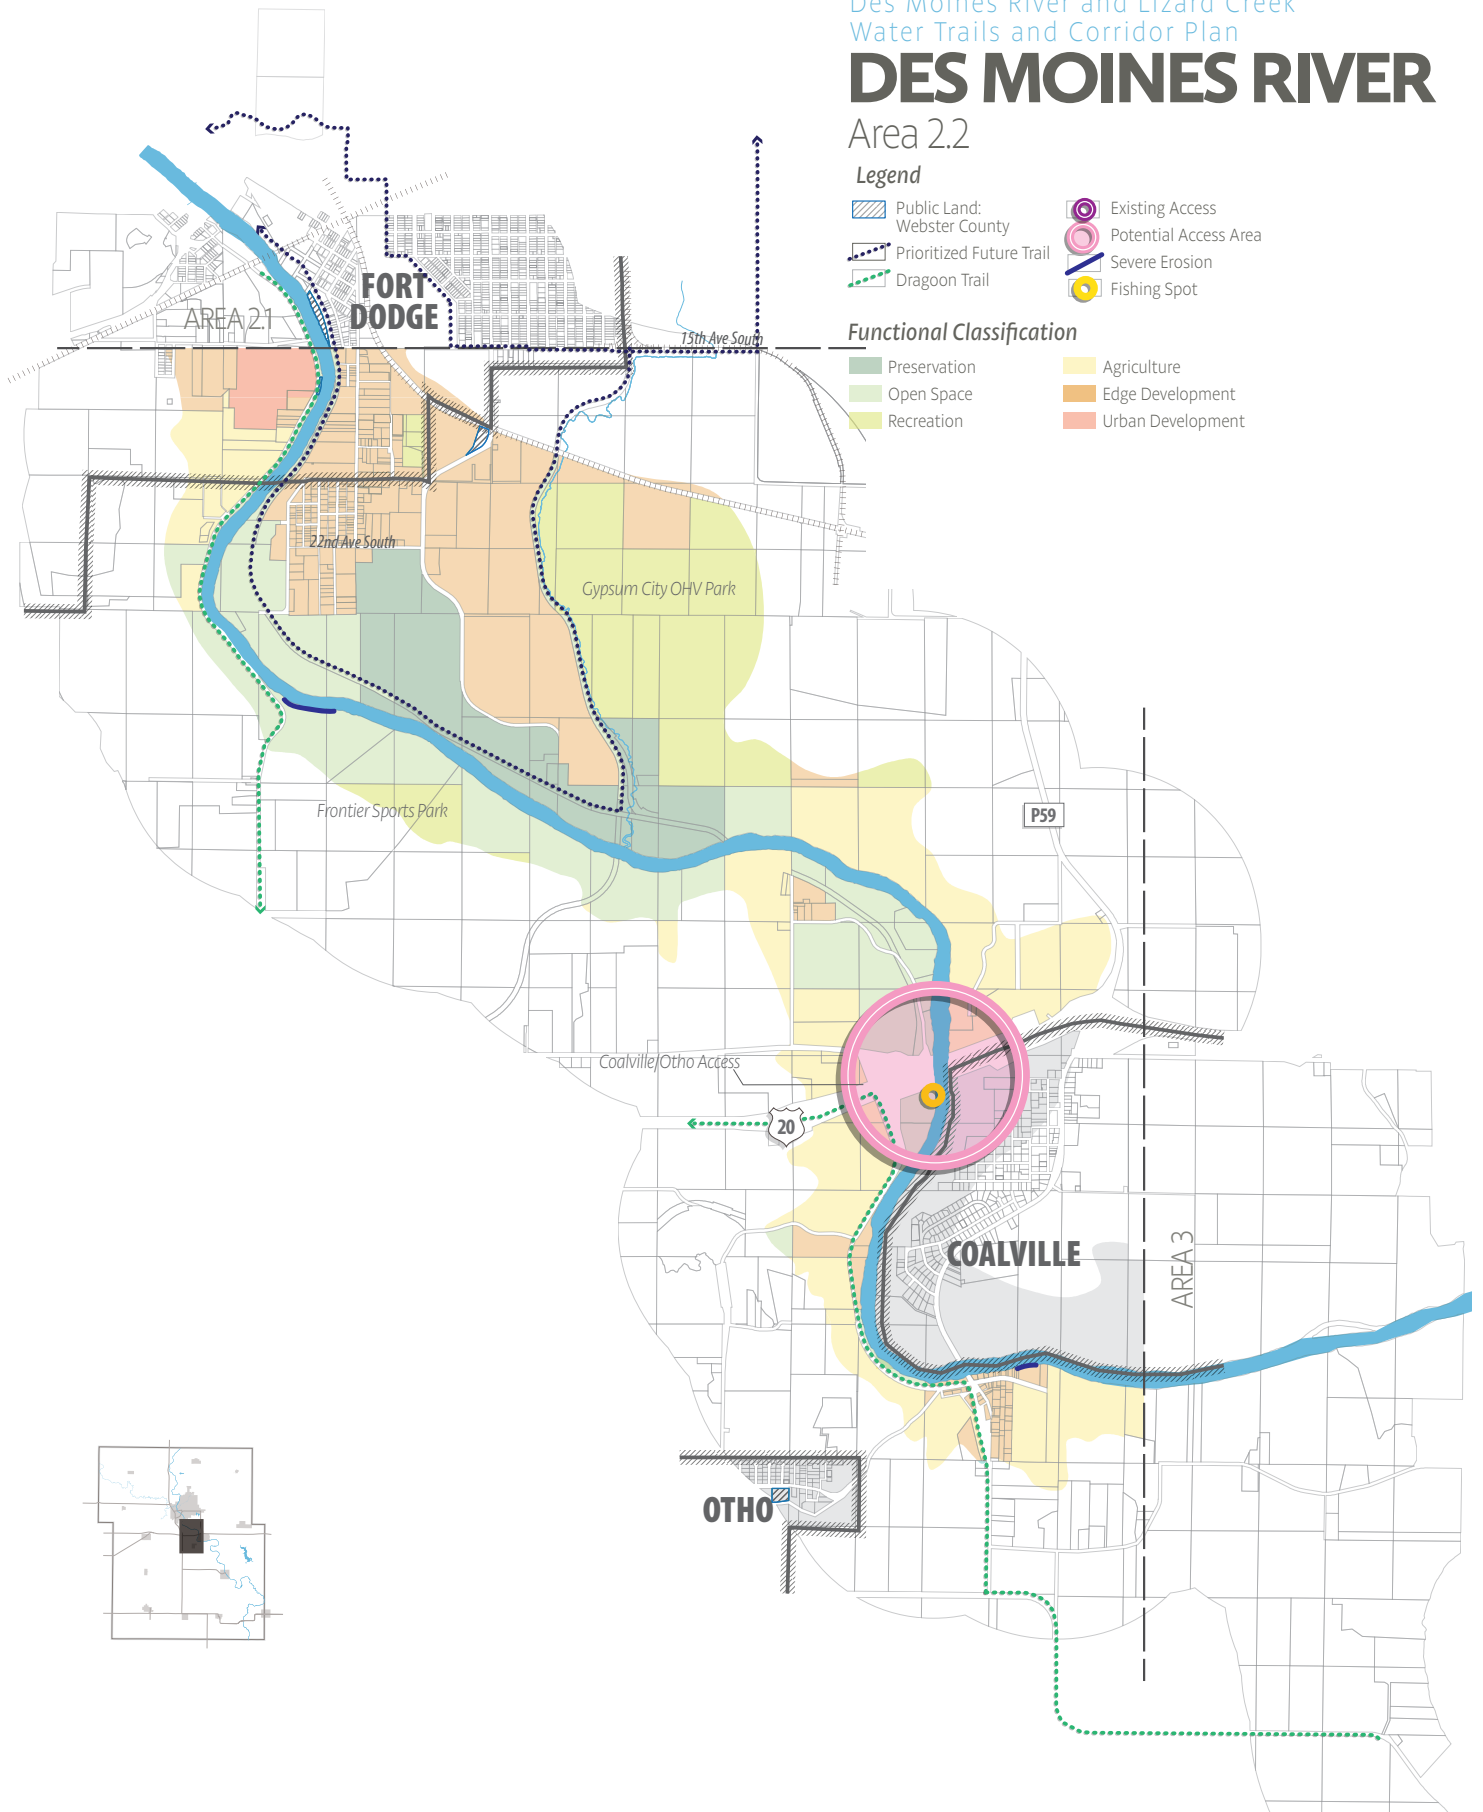 Des Moines River and Lizard Creek
Water Trails and Corridor Plan
DES MOINES RIVER
Area 2.2
Legend
Public Land:
Webster County
Prioritized Future Trail
Dragoon Trail
Existing Access
Potential Access Area
Severe Erosion
Fishing Spot
Functional Classification
Preservation
Open Space
Recreation
Agriculture
Edge Development
Urban Development
FORT
DODGE
AREA 2.1
15th Ave South
22nd Ave South
Gypsum City OHV Park
Frontier Sports Park
P59
Coalville/Otho Access
20
COALVILLE
AREA 3
OTHO